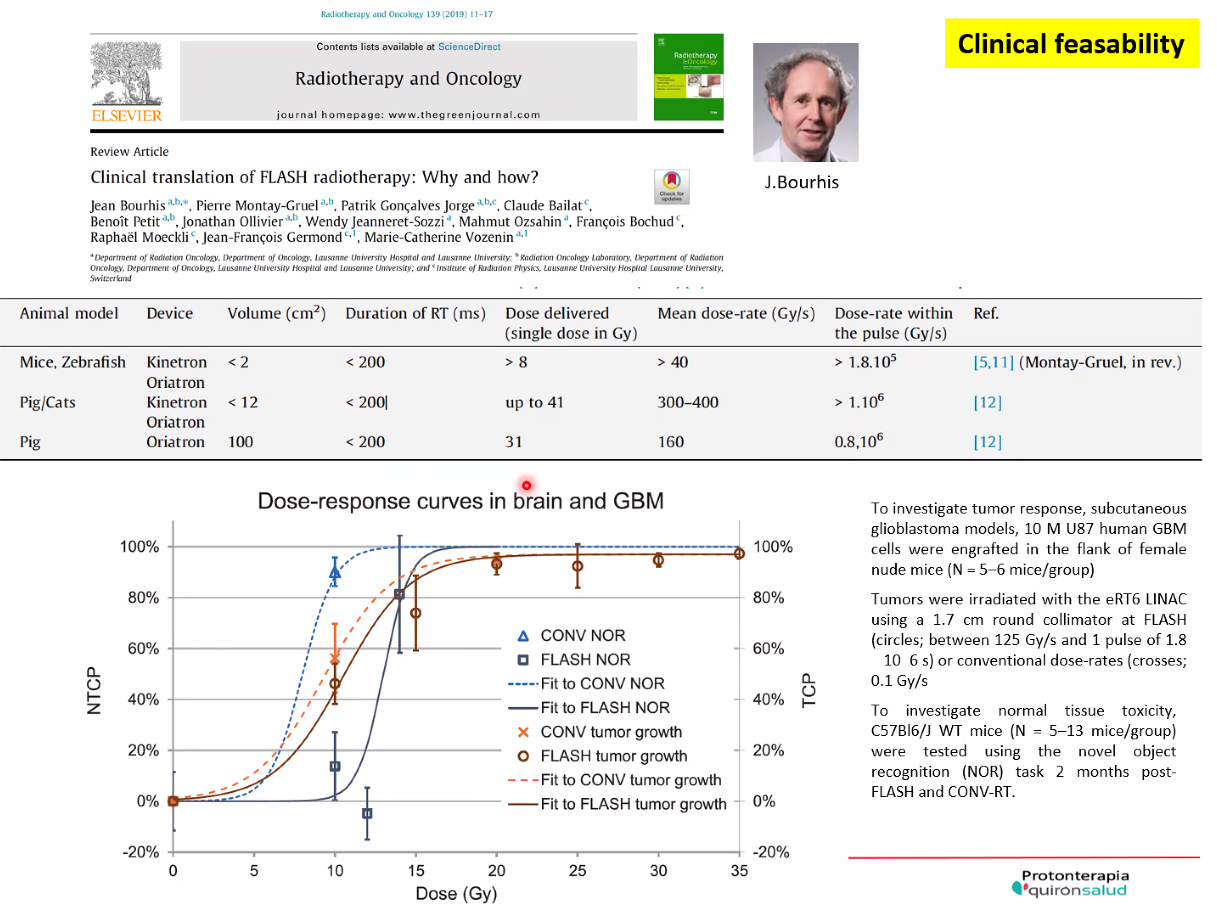 Radiotherapy and Oncology 139 (2019) 11–17
Clinical feasability
Contents lists available at ScienceDirect
Radiotherapy and Oncology
journal homepage: www.thegreenjournal.com
ELSEVIER
Radiotherapy
&Oncology
J.Bourhis
Review Article
Clinical translation of FLASH radiotherapy: Why and how?
Check for
updates
Jean Bourhis a,b,*, Pierre Montay-Gruel a,b, Patrik Gonçalves Jorge a,b,c, Claude Bailat c,
Benoît Petit a,b, Jonathan Ollivier a,b, Wendy Jeanneret-Sozzi a, Mahmut Ozsahin a, François Bochud c,
Raphaël Moeckli c, Jean-François Germond c,1, Marie-Catherine Vozenin a,1
a Department of Radiation Oncology, Department of Oncology, Lausanne University Hospital and Lausanne University; b Radiation Oncology Laboratory, Department of Radiation
Oncology, Department of Oncology, Lausanne University Hospital and Lausanne University; and c Institute of Radiation Physics, Lausanne University Hospital Lausanne University,
Switzerland
Animal model Device Volume (cm2) Duration of RT (ms) Dose delivered (single dose in Gy) Mean dose-rate (Gy/s) Dose-rate within the pulse (Gy/s) Ref.
Mice, Zebrafish Kinetron Oriatron < 2 < 200 > 8 > 40 > 1.8.10^5 [5,11] (Montay-Gruel, in rev.)
Pig/Cats Kinetron Oriatron < 12 < 200| up to 41 300–400 > 1.10^6 [12]
Pig Oriatron 100 < 200 31 160 0.8,10^6 [12]
Dose-response curves in brain and GBM
NTCP
100%
80%
60%
40%
20%
0%
-20%
0 5 10 15 20 25 30 35
Dose (Gy)
CONV NOR
FLASH NOR
Fit to CONV NOR
Fit to FLASH NOR
CONV tumor growth
FLASH tumor growth
Fit to CONV tumor growth
Fit to FLASH tumor growth
100%
80%
60%
40%
20%
0%
-20%
TCP
To investigate tumor response, subcutaneous
glioblastoma models, 10 M U87 human GBM
cells were engrafted in the flank of female
nude mice (N = 5–6 mice/group)
Tumors were irradiated with the eRT6 LINAC
using a 1.7 cm round collimator at FLASH
(circles; between 125 Gy/s and 1 pulse of 1.8
10 6 s) or conventional dose-rates (crosses;
0.1 Gy/s
To investigate normal tissue toxicity,
C57Bl6/J WT mice (N = 5–13 mice/group)
were tested using the novel object
recognition (NOR) task 2 months post-
FLASH and CONV-RT.
Protonterapia
quirónsalud